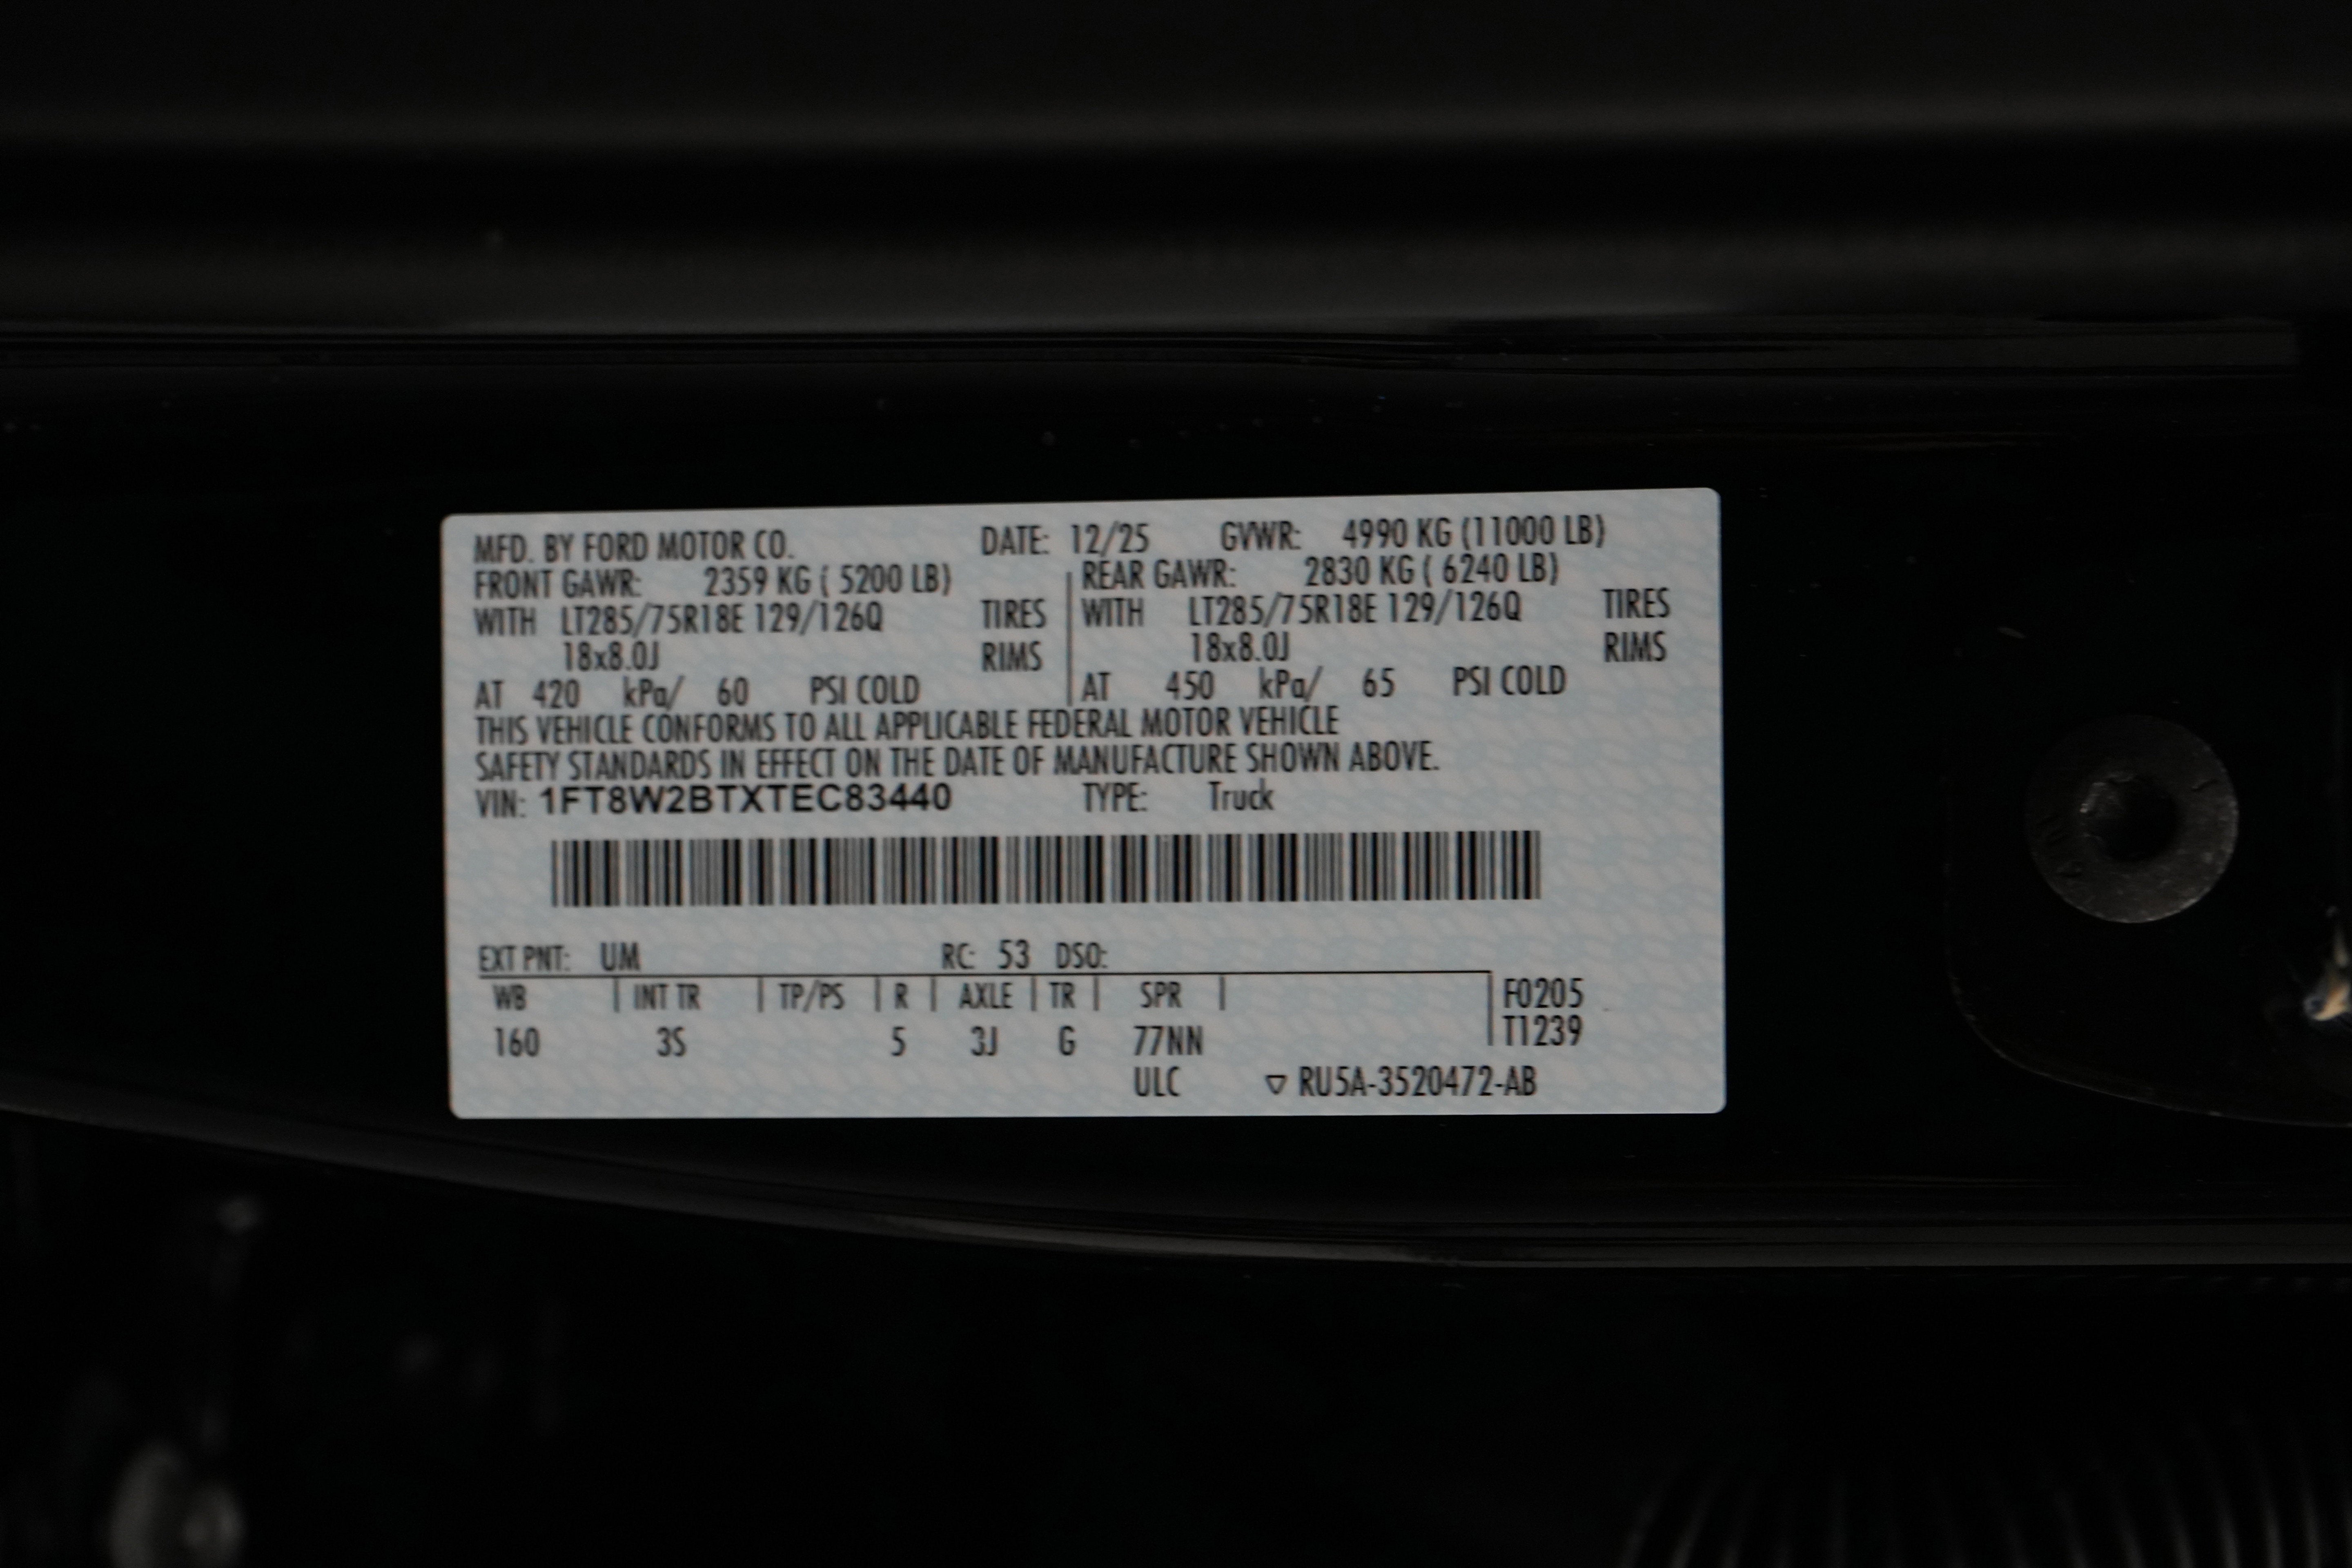 MFD. BY FORD MOTOR CO. DATE: 12/25 GVWR: 4990 KG (11000 LB)
FRONT GAWR: 2359 KG ( 5200 LB) REAR GAWR: 2830 KG ( 6240 LB)
WITH LT285/75R18E 129/126Q TIRES WITH LT285/75R18E 129/126Q TIRES
18x8.0J RIMS 18x8.0J RIMS
AT 420 kPa/ 60 PSI COLD AT 450 kPa/ 65 PSI COLD
THIS VEHICLE CONFORMS TO ALL APPLICABLE FEDERAL MOTOR VEHICLE
SAFETY STANDARDS IN EFFECT ON THE DATE OF MANUFACTURE SHOWN ABOVE.
VIN: 1FT8W2BTXTEC83440 TYPE: Truck
EXT PNT: UM RC: 53 DSO:
WB INT TR TP/PS R AXLE TR SPR F0205
160 3S 5 3J G 77NN T1239
ULC ▽ RU5A-3520472-AB